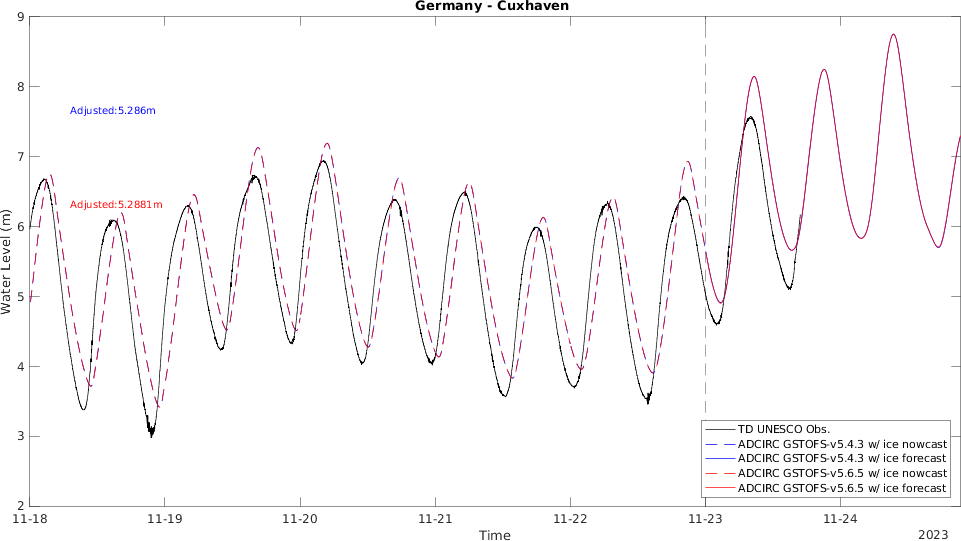 Germany - Cuxhaven
9
8
7
6
5
4
3
2
Water Level (m)
Adjusted:5.286m
Adjusted:5.2881m
TD UNESCO Obs.
ADCIRC GSTOFS-v5.4.3 w/ ice nowcast
ADCIRC GSTOFS-v5.4.3 w/ ice forecast
ADCIRC GSTOFS-v5.6.5 w/ ice nowcast
ADCIRC GSTOFS-v5.6.5 w/ ice forecast
11-18 11-19 11-20 11-21 11-22 11-23 11-24
Time
2023